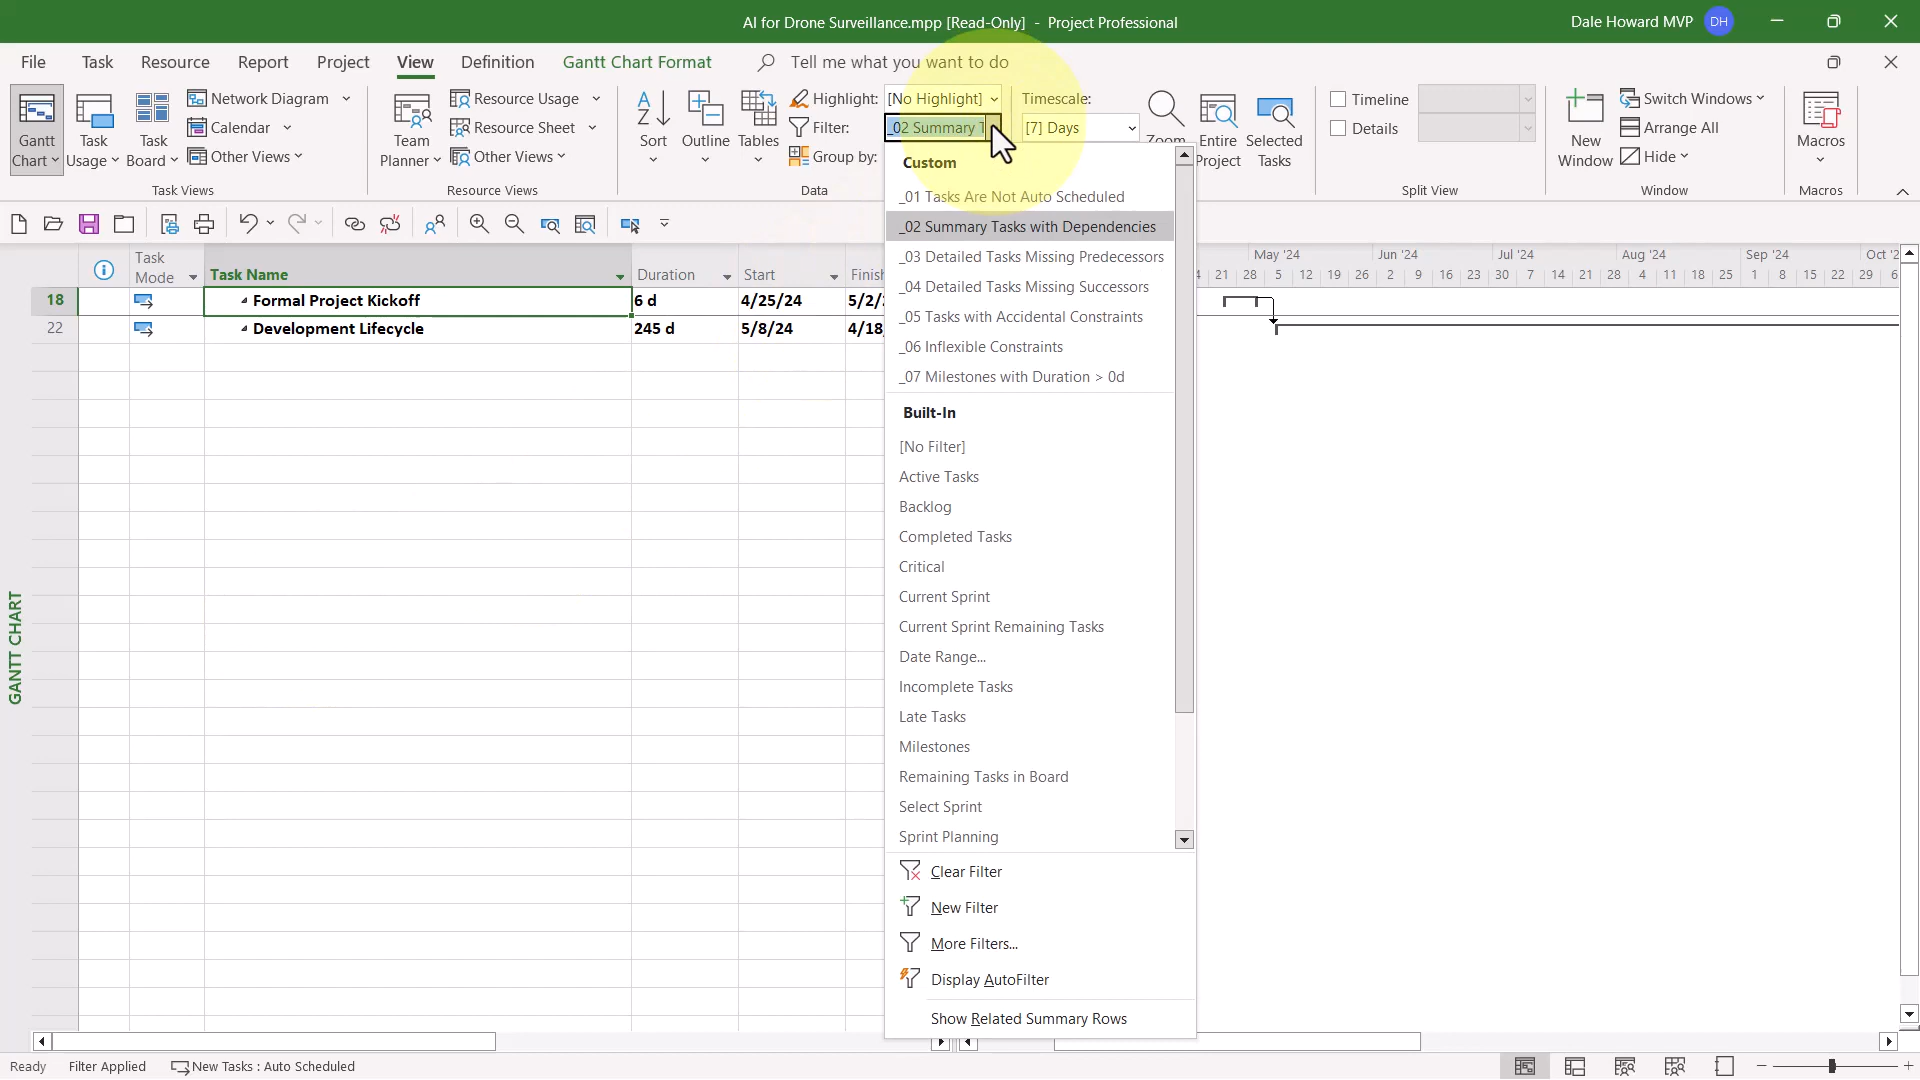 AI for Drone Surveillance.mpp [Read-Only] - Project Professional
Dale Howard MVP DH
File Task Resource Report Project View Definition Gantt Chart Format Tell me what you want to do
Gantt Chart
Task Usage
Task Board
Network Diagram
Calendar
Other Views
Task Views
Team Planner
Resource Usage
Resource Sheet
Other Views
Resource Views
Sort
Outline
Tables
Highlight: [No Highlight]
Filter: _02 Summary T
Group by:
Data
Timescale:
[7] Days
Zoom
Entire Project
Selected Tasks
Timeline
Details
Split View
New Window
Switch Windows
Arrange All
Hide
Window
Macros
Macros
Custom
_01 Tasks Are Not Auto Scheduled
_02 Summary Tasks with Dependencies
_03 Detailed Tasks Missing Predecessors
_04 Detailed Tasks Missing Successors
_05 Tasks with Accidental Constraints
_06 Inflexible Constraints
_07 Milestones with Duration > 0d
Built-In
[No Filter]
Active Tasks
Backlog
Completed Tasks
Critical
Current Sprint
Current Sprint Remaining Tasks
Date Range...
Incomplete Tasks
Late Tasks
Milestones
Remaining Tasks in Board
Select Sprint
Sprint Planning
Clear Filter
New Filter
More Filters...
Display AutoFilter
Show Related Summary Rows
Task Mode Task Name Duration Start Finish
18 Formal Project Kickoff 6 d 4/25/24 5/2/
22 Development Lifecycle 245 d 5/8/24 4/18/
May '24 Jun '24 Jul '24 Aug '24 Sep '24 Oct '2
4 21 28 5 12 19 26 2 9 16 23 30 7 14 21 28 4 11 18 25 1 8 15 22 29 6
GANTT CHART
Ready Filter Applied New Tasks : Auto Scheduled